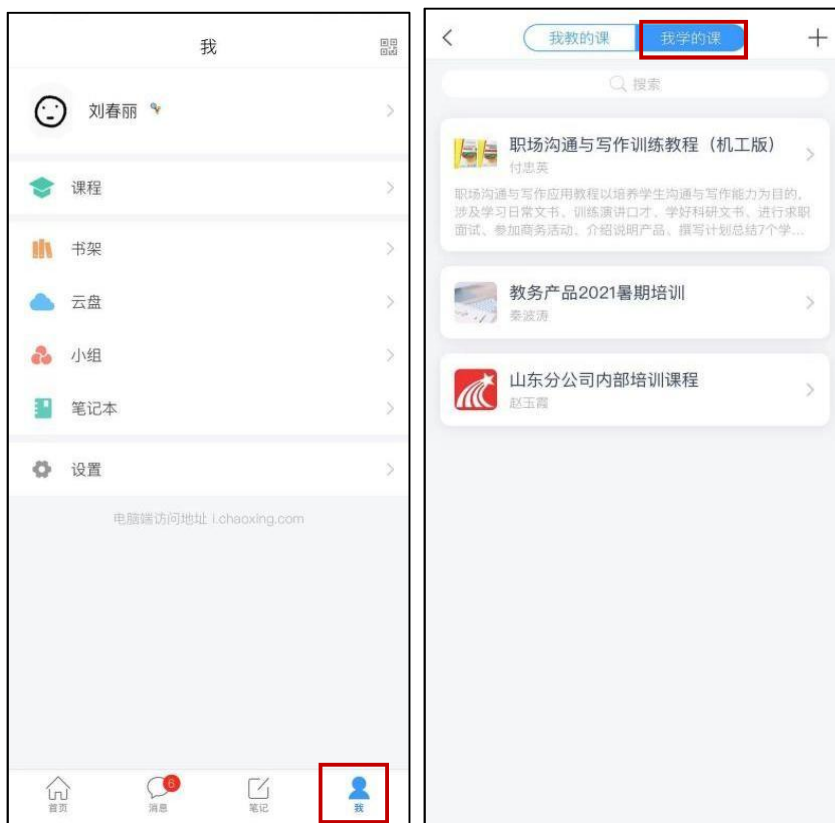 我
刘春丽
课程
书架
云盘
小组
笔记本
设置
电脑端访问地址 i.chaoxing.com
首页
6
消息
笔记
我
我教的课
我学的课
搜索
职场沟通与写作训练教程（机工版）
付忠英
职场沟通与写作应用教程以培养学生沟通与写作能力为目的，
涉及学习日常文书、训练演讲口才、学好科研文书、进行求职
面试、参加商务活动、介绍说明产品、撰写计划总结7个学...
教务产品2021暑期培训
秦波涛
山东分公司内部培训课程
赵玉霞